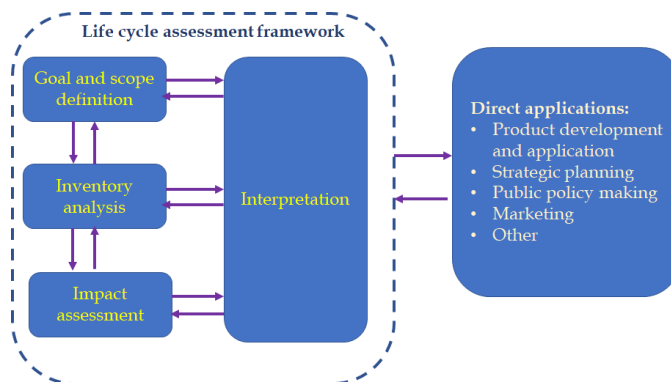 Life cycle assessment framework
Goal and scope
definition
Inventory
analysis
Impact
assessment
Interpretation
Direct applications:
• Product development
and application
• Strategic planning
• Public policy making
• Marketing
• Other